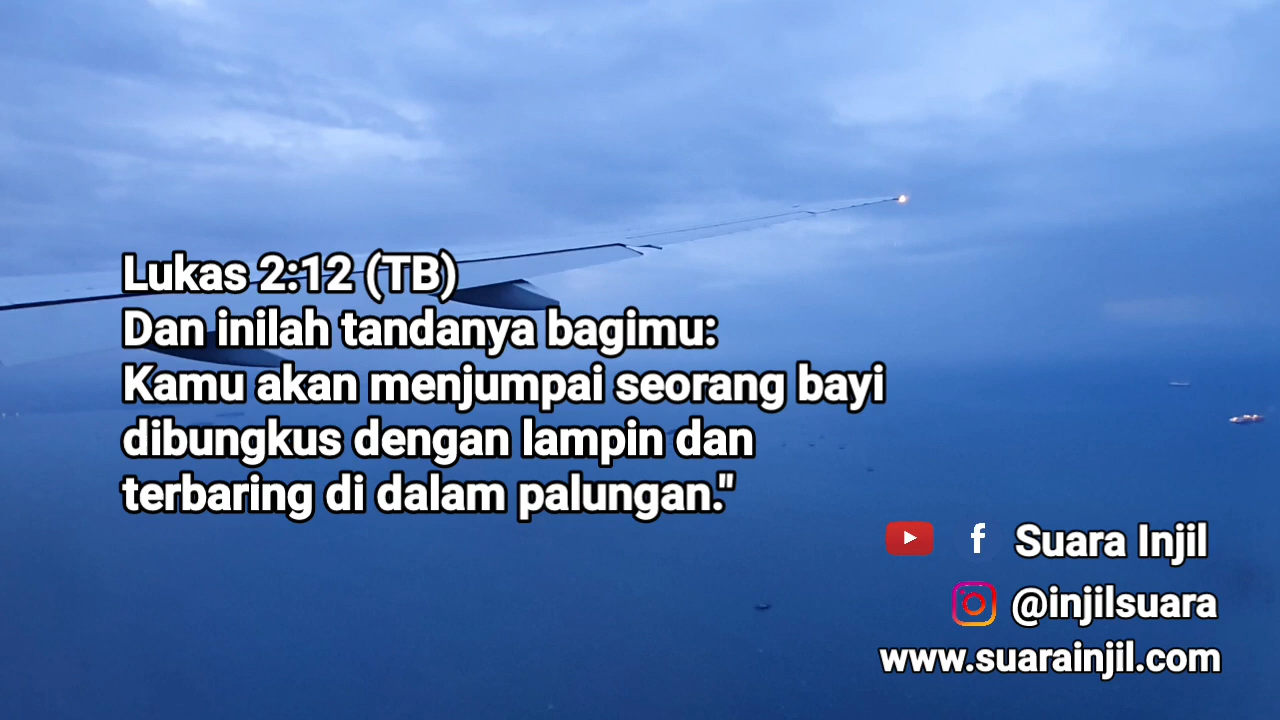 Lukas 2:12 (TB)
Dan inilah tandanya bagimu:
Kamu akan menjumpai seorang bayi
dibungkus dengan lampin dan
terbaring di dalam palungan."
Suara Injil
@injilsuara
www.suarainjil.com